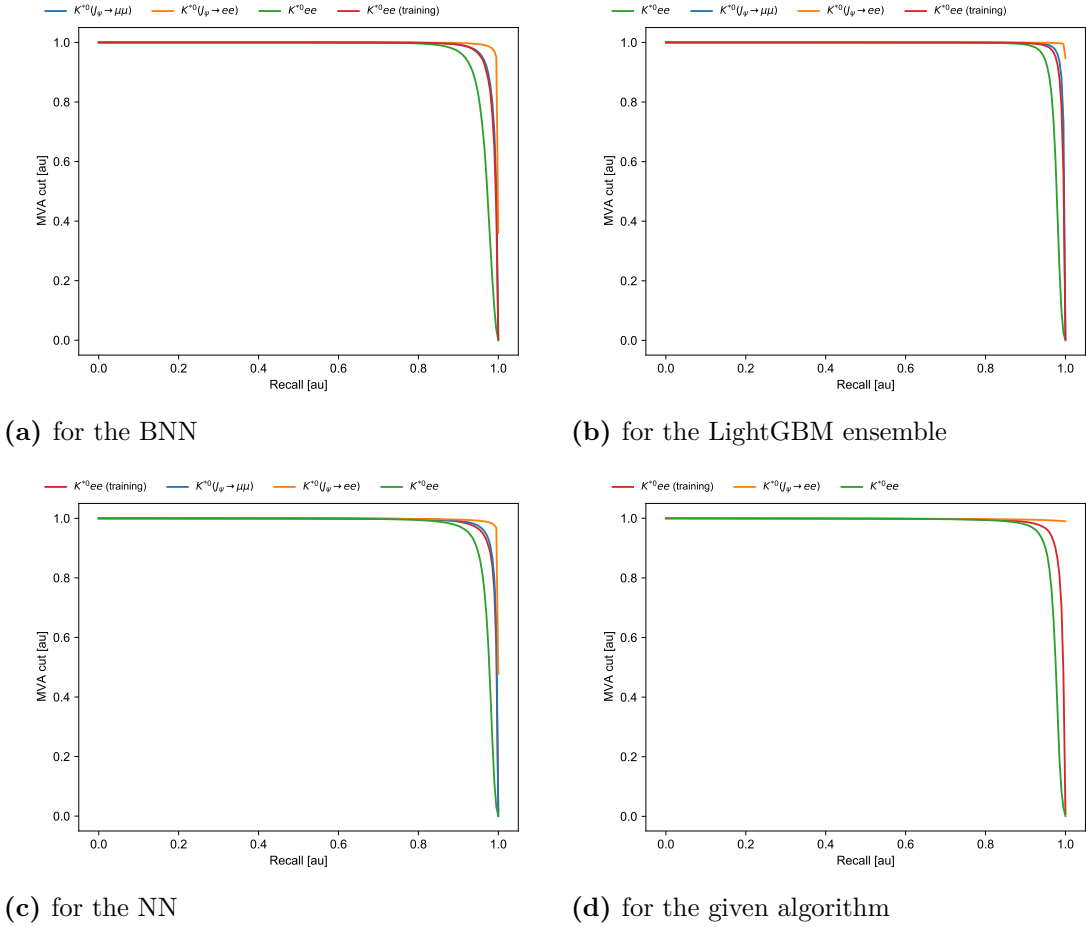 K*0(Jψ→μμ) K*0(Jψ→ee) K*0ee K*0ee (training)
1.0
0.8
0.6
0.4
0.2
0.0
MVA cut [au]
0.0 0.2 0.4 0.6 0.8 1.0
Recall [au]
(a) for the BNN
K*0ee K*0(Jψ→μμ) K*0(Jψ→ee) K*0ee (training)
1.0
0.8
0.6
0.4
0.2
0.0
MVA cut [au]
0.0 0.2 0.4 0.6 0.8 1.0
Recall [au]
(b) for the LightGBM ensemble
K*0ee (training) K*0(Jψ→μμ) K*0(Jψ→ee) K*0ee
1.0
0.8
0.6
0.4
0.2
0.0
MVA cut [au]
0.0 0.2 0.4 0.6 0.8 1.0
Recall [au]
(c) for the NN
K*0ee (training) K*0(Jψ→ee) K*0ee
1.0
0.8
0.6
0.4
0.2
0.0
MVA cut [au]
0.0 0.2 0.4 0.6 0.8 1.0
Recall [au]
(d) for the given algorithm